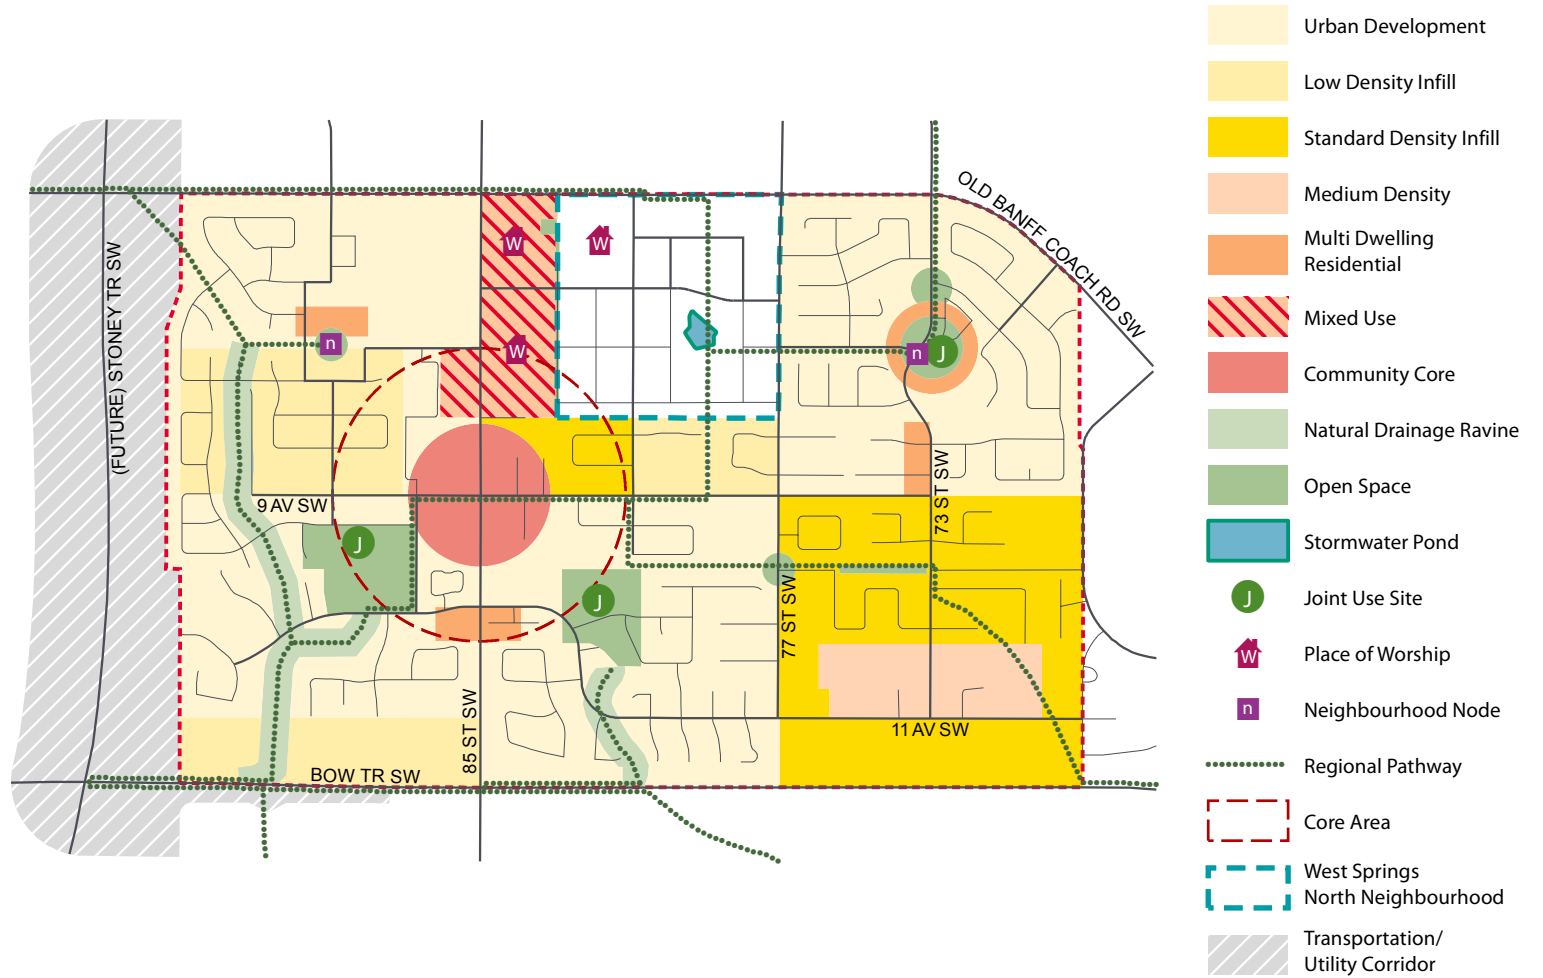 OLD BANFF COACH RD SW
(FUTURE) STONEY TR SW
W
W
W
n
n
J
9 AV SW
73 ST SW
J
J
77 ST SW
85 ST SW
11 AV SW
BOW TR SW
Urban Development
Low Density Infill
Standard Density Infill
Medium Density
Multi Dwelling
Residential
Mixed Use
Community Core
Natural Drainage Ravine
Open Space
Stormwater Pond
J
Joint Use Site
W
Place of Worship
n
Neighbourhood Node
Regional Pathway
Core Area
West Springs
North Neighbourhood
Transportation/
Utility Corridor